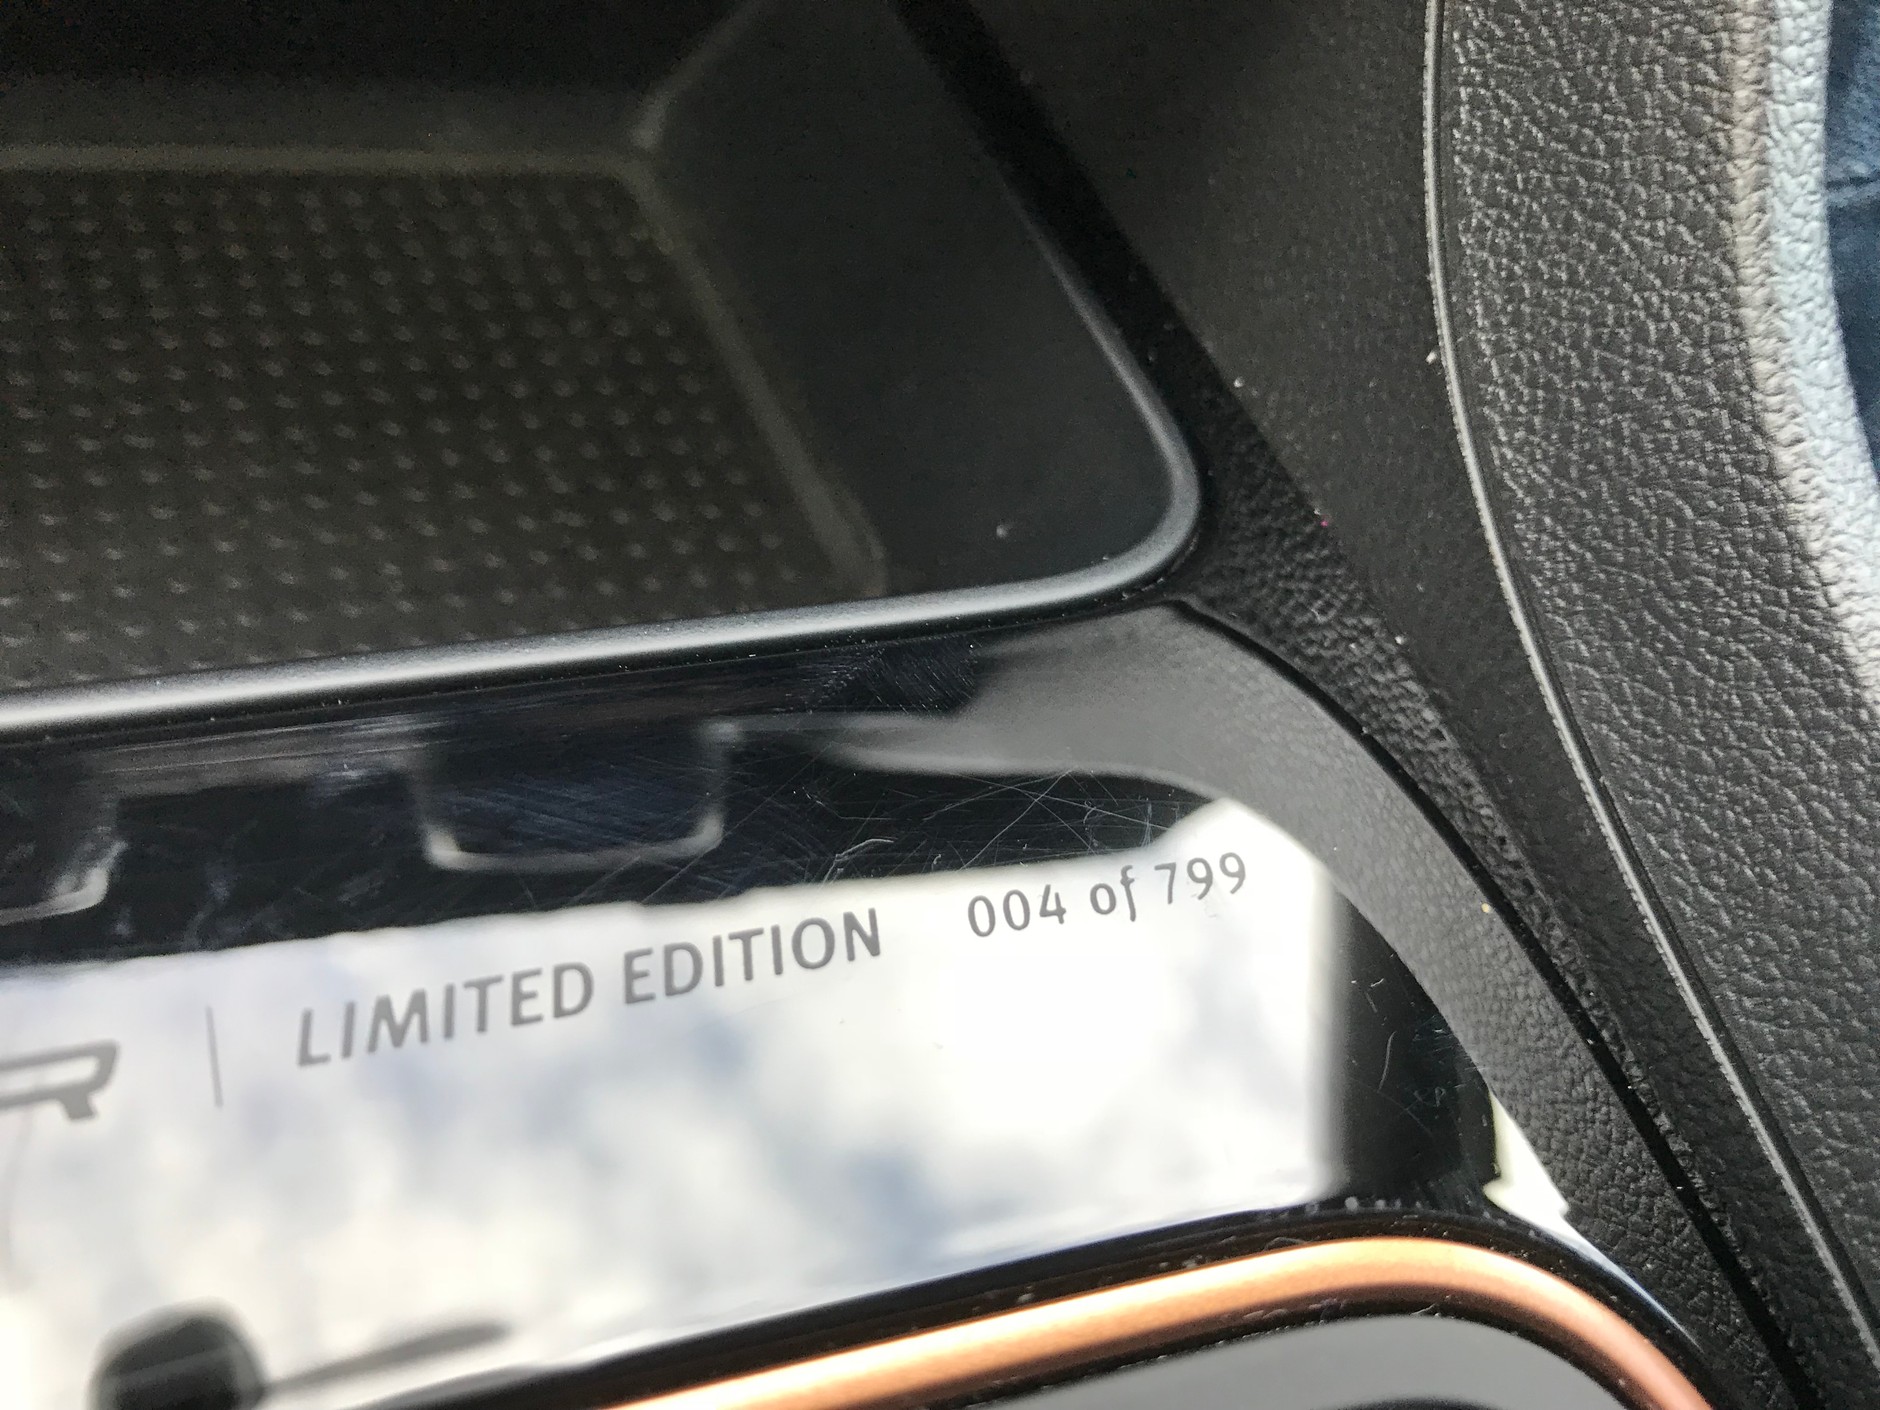 R | LIMITED EDITION 004 of 799